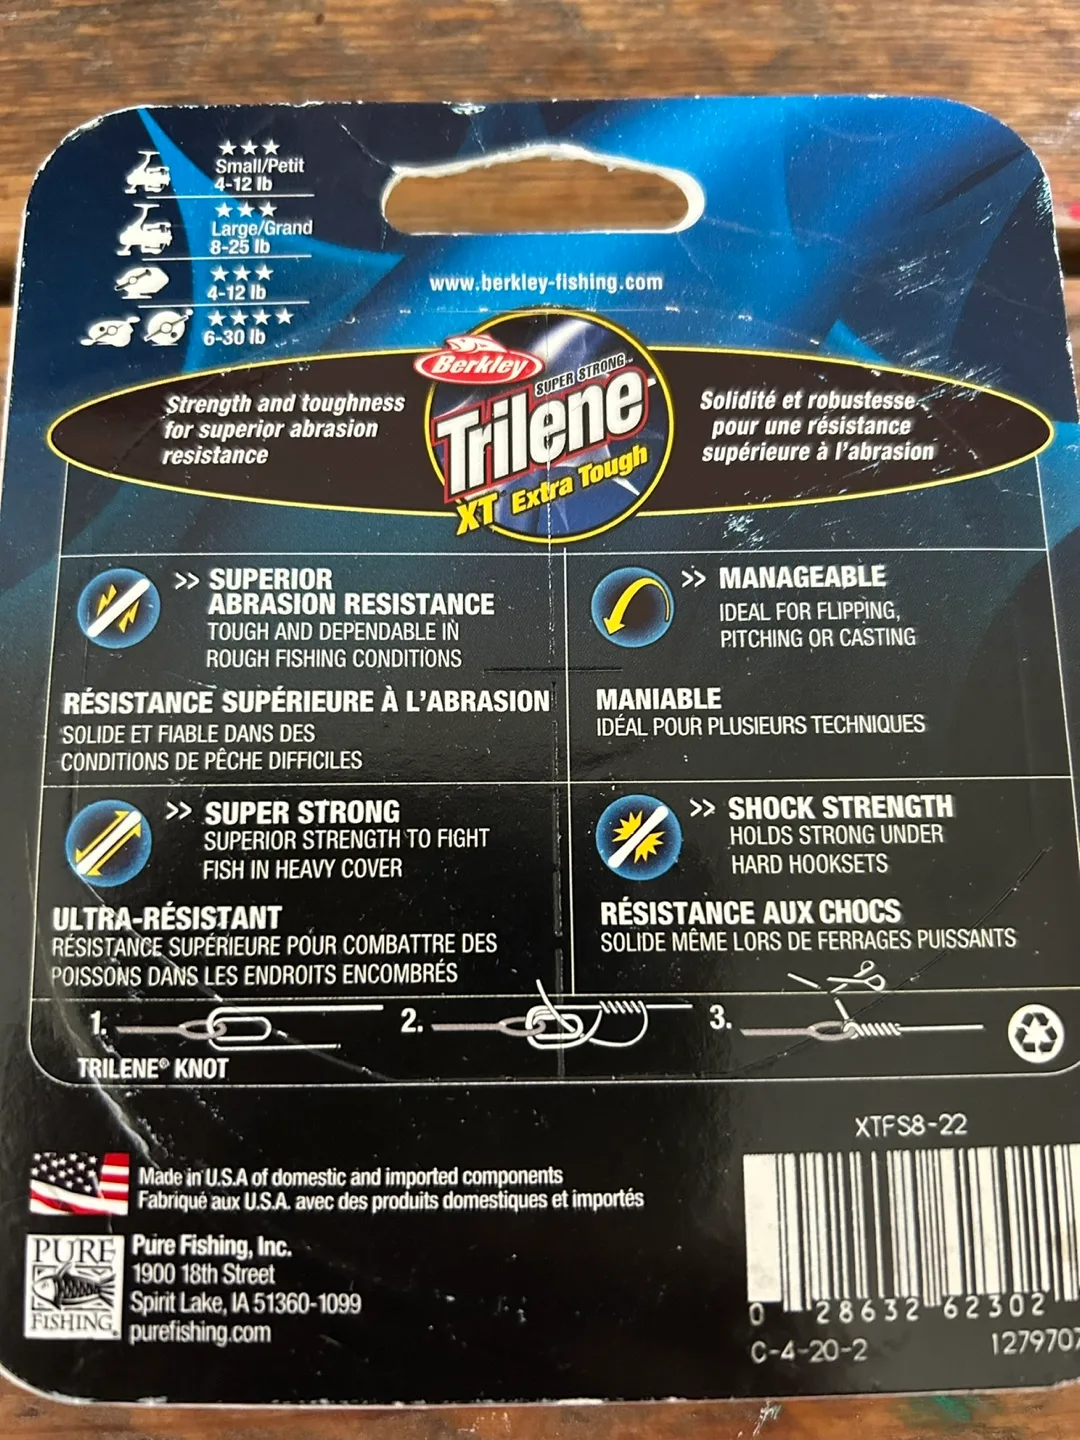 ★★★
Small/Petit
4-12 lb
★★★
Large/Grand
8-25 lb
★★★
4-12 lb
★★★★
6-30 lb
www.berkley-fishing.com
Berkley
SUPER STRONG™
Trilene
XT Extra Tough
Strength and toughness
for superior abrasion
resistance
Solidité et robustesse
pour une résistance
supérieure à l'abrasion
>> SUPERIOR
ABRASION RESISTANCE
TOUGH AND DEPENDABLE IN
ROUGH FISHING CONDITIONS
RÉSISTANCE SUPÉRIEURE À L'ABRASION
SOLIDE ET FIABLE DANS DES
CONDITIONS DE PÊCHE DIFFICILES
>> MANAGEABLE
IDEAL FOR FLIPPING,
PITCHING OR CASTING
MANIABLE
IDÉAL POUR PLUSIEURS TECHNIQUES
>> SUPER STRONG
SUPERIOR STRENGTH TO FIGHT
FISH IN HEAVY COVER
ULTRA-RÉSISTANT
RÉSISTANCE SUPÉRIEURE POUR COMBATTRE DES
POISSONS DANS LES ENDROITS ENCOMBRÉS
>> SHOCK STRENGTH
HOLDS STRONG UNDER
HARD HOOKSETS
RÉSISTANCE AUX CHOCS
SOLIDE MÊME LORS DE FERRAGES PUISSANTS
1. 2. 3.
TRILENE® KNOT
XTFS8-22
Made in U.S.A of domestic and imported components
Fabriqué aux U.S.A. avec des produits domestiques et importés
PURE
FISHING®
Pure Fishing, Inc.
1900 18th Street
Spirit Lake, IA 51360-1099
purefishing.com
0 28632 62302
C-4-20-2 1279707